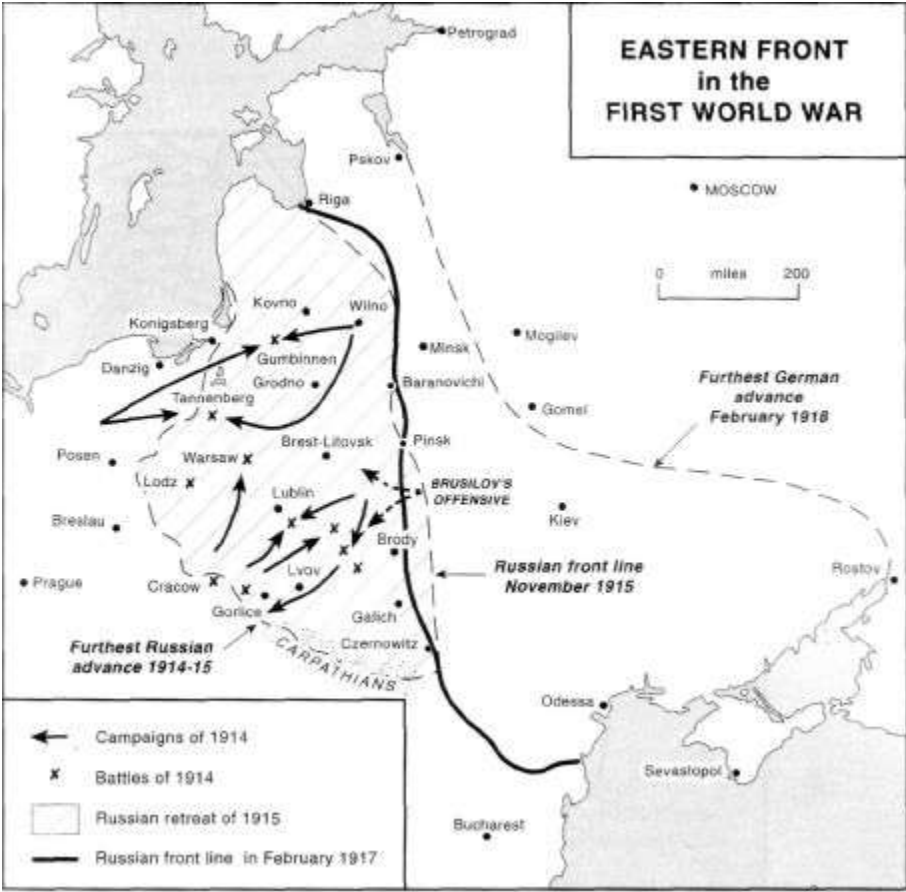 EASTERN FRONT
in the
FIRST WORLD WAR
Petrograd
Pskov
MOSCOW
Riga
0 miles 200
Kovno
Wilno
Konigsberg
Gumbinnen
Minsk
Mogilev
Danzig
Grodno
Baranovichi
Tannenberg
Furthest German
advance
February 1918
Gomel
Brest-Litovsk
Pinsk
Posen
Warsaw
Lodz
Lublin
BRUSILOV'S
OFFENSIVE
Breslau
Kiev
Brody
Prague
Cracow
Lvov
Russian front line
November 1915
Rostov
Gorlice
Galich
Furthest Russian
advance 1914-15
Czernowitz
CARPATHIANS
Odessa
Sevastopol
Bucharest
Campaigns of 1914
Battles of 1914
Russian retreat of 1915
Russian front line in February 1917